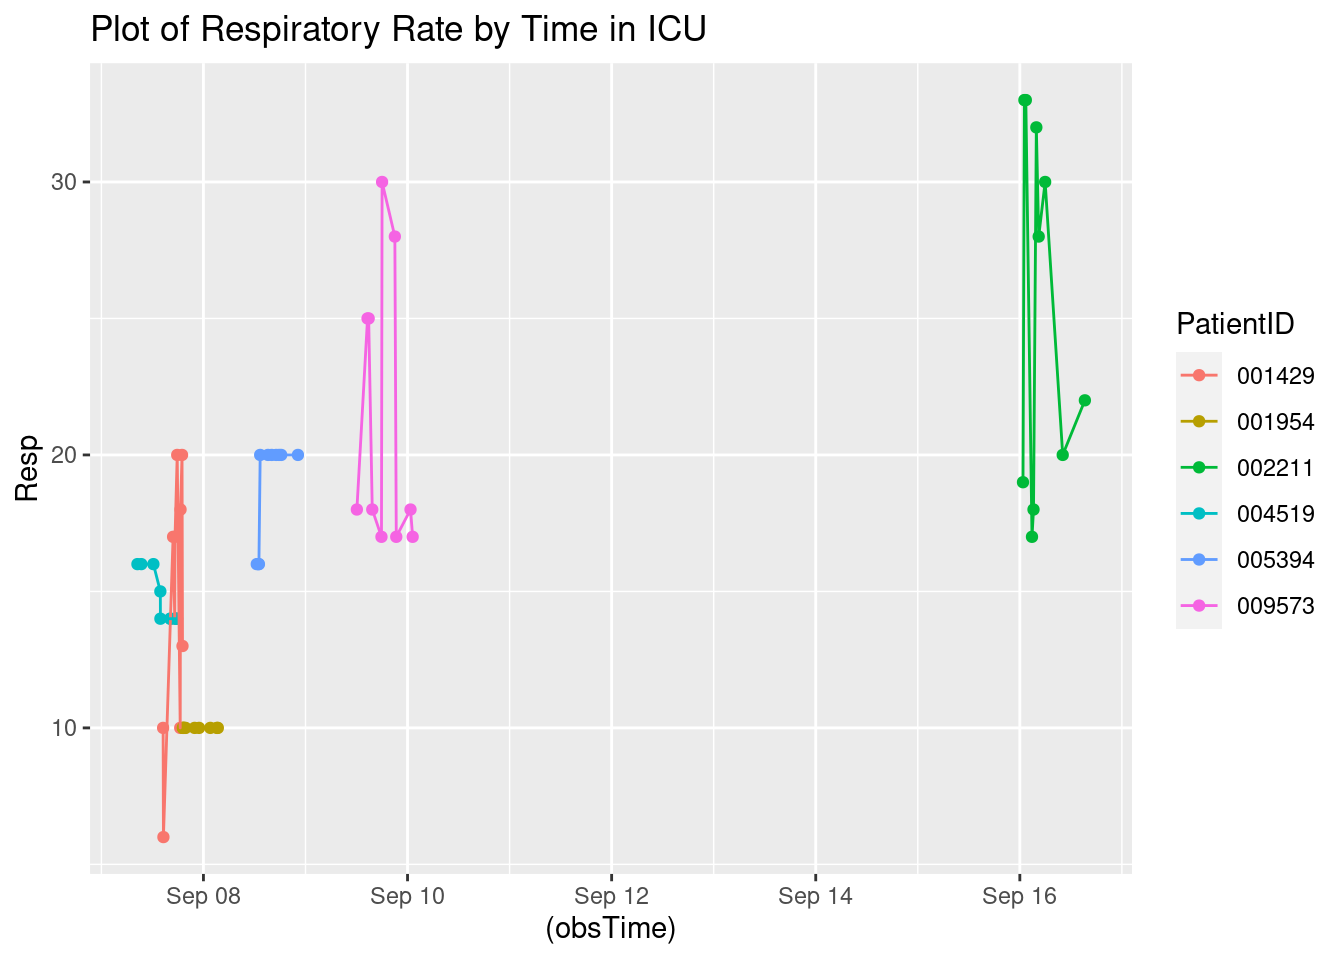 Plot of Respiratory Rate by Time in ICU
30
20
10
Resp
Sep 08
Sep 10
Sep 12
Sep 14
Sep 16
(obsTime)
PatientID
001429
001954
002211
004519
005394
009573